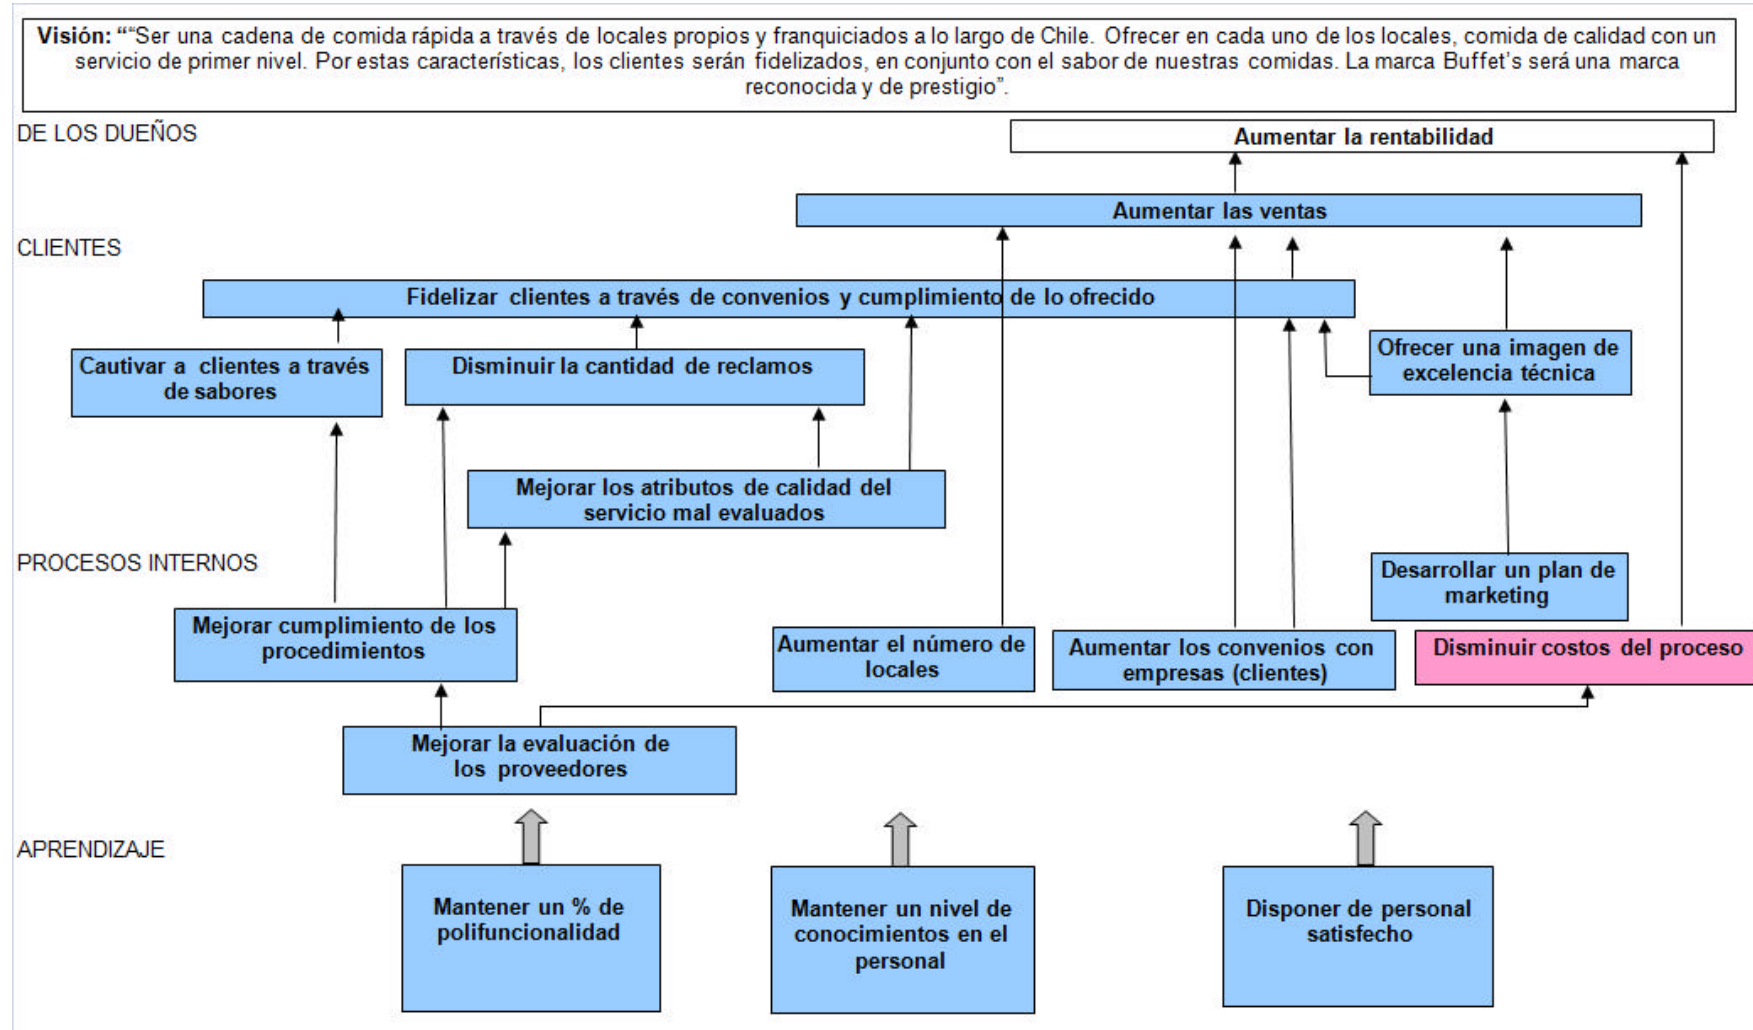 Visión: ““Ser una cadena de comida rápida a través de locales propios y franquiciados a lo largo de Chile. Ofrecer en cada uno de los locales, comida de calidad con un
servicio de primer nivel. Por estas características, los clientes serán fidelizados, en conjunto con el sabor de nuestras comidas. La marca Buffet’s será una marca
reconocida y de prestigio”.
DE LOS DUEÑOS
Aumentar la rentabilidad
Aumentar las ventas
CLIENTES
Fidelizar clientes a través de convenios y cumplimiento de lo ofrecido
Cautivar a clientes a través
de sabores
Disminuir la cantidad de reclamos
Ofrecer una imagen de
excelencia técnica
Mejorar los atributos de calidad del
servicio mal evaluados
PROCESOS INTERNOS
Desarrollar un plan de
marketing
Mejorar cumplimiento de los
procedimientos
Aumentar el número de
locales
Aumentar los convenios con
empresas (clientes)
Disminuir costos del proceso
Mejorar la evaluación de
los proveedores
APRENDIZAJE
Mantener un % de
polifuncionalidad
Mantener un nivel de
conocimientos en el
personal
Disponer de personal
satisfecho